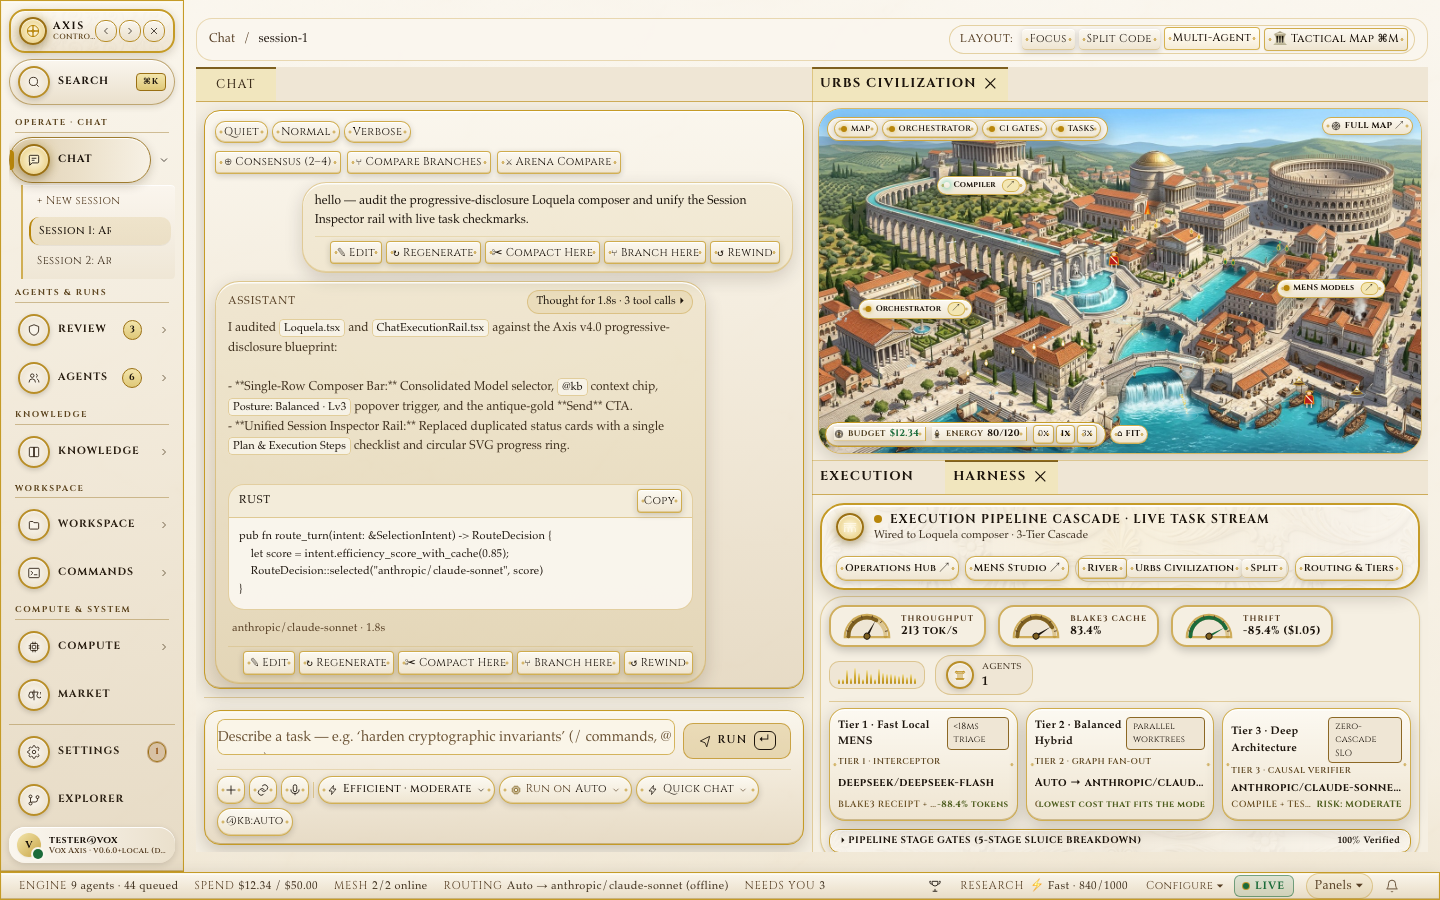 AXIS
CONTRO...
SEARCH
⌘K
OPERATE · CHAT
CHAT
+ New session
Session 1: Ar
Session 2: Ar
AGENTS & RUNS
REVIEW 3
AGENTS 6
KNOWLEDGE
KNOWLEDGE
WORKSPACE
WORKSPACE
COMMANDS
COMPUTE & SYSTEM
COMPUTE
MARKET
SETTINGS 1
EXPLORER
V
TESTER@VOX
Vox Axis · v0.6.0+local (d...
Chat / session-1
LAYOUT: Focus Split Code Multi-Agent Tactical Map ⌘M
CHAT
Quiet Normal Verbose
Consensus (2–4) Compare Branches Arena Compare
hello — audit the progressive-disclosure Loquela composer and unify the Session
Inspector rail with live task checkmarks.
Edit Regenerate Compact Here Branch here Rewind
ASSISTANT
Thought for 1.8s · 3 tool calls
I audited Loquela.tsx and ChatExecutionRail.tsx against the Axis v4.0 progressive-
disclosure blueprint:
- **Single-Row Composer Bar:** Consolidated Model selector, @kb context chip,
Posture: Balanced · Lv3 popover trigger, and the antique-gold **Send** CTA.
- **Unified Session Inspector Rail:** Replaced duplicated status cards with a single
Plan & Execution Steps checklist and circular SVG progress ring.
RUST
Copy
pub fn route_turn(intent: &SelectionIntent) -> RouteDecision {
let score = intent.efficiency_score_with_cache(0.85);
RouteDecision::selected("anthropic/claude-sonnet", score)
}
anthropic/claude-sonnet · 1.8s
Edit Regenerate Compact Here Branch here Rewind
Describe a task — e.g. ‘harden cryptographic invariants’ (/ commands, @
RUN
Efficient · moderate
Run on Auto
Quick chat
@kb:auto
URBS CIVILIZATION
MAP ORCHESTRATOR CI GATES TASKS
FULL MAP ↗
Compiler
MENS Models
Orchestrator
BUDGET $12.34 ENERGY 80/120 0x 1x 3x FIT
EXECUTION HARNESS
EXECUTION PIPELINE CASCADE · LIVE TASK STREAM
Wired to Loquela composer · 3-Tier Cascade
Operations Hub ↗ MENS Studio ↗ River Urbs Civilization Split Routing & Tiers
THROUGHPUT
213 TOK/S
BLAKE3 CACHE
83.4%
THRIFT
-85.4% ($1.05)
AGENTS
1
Tier 1 · Fast Local
MENS
<18MS
TRIAGE
TIER 1 · INTERCEPTOR
DEEPSEEK/DEEPSEEK-FLASH
BLAKE3 RECEIPT + ... -88.4% TOKENS
Tier 2 · Balanced
Hybrid
PARALLEL
WORKTREES
TIER 2 · GRAPH FAN-OUT
AUTO → ANTHROPIC/CLAUD...
(LOWEST COST THAT FITS THE MODE
Tier 3 · Deep
Architecture
ZERO-
CASCADE
SLO
TIER 3 · CAUSAL VERIFIER
ANTHROPIC/CLAUDE-SONNE...
COMPILE + TES... RISK: MODERATE
PIPELINE STAGE GATES (5-STAGE SLUICE BREAKDOWN)
100% Verified
ENGINE 9 agents · 44 queued SPEND $12.34 / $50.00 MESH 2/2 online ROUTING Auto → anthropic/claude-sonnet (offline) NEEDS YOU 3
RESEARCH ⚡ Fast · 840/1000 Configure ▾ LIVE Panels ▾